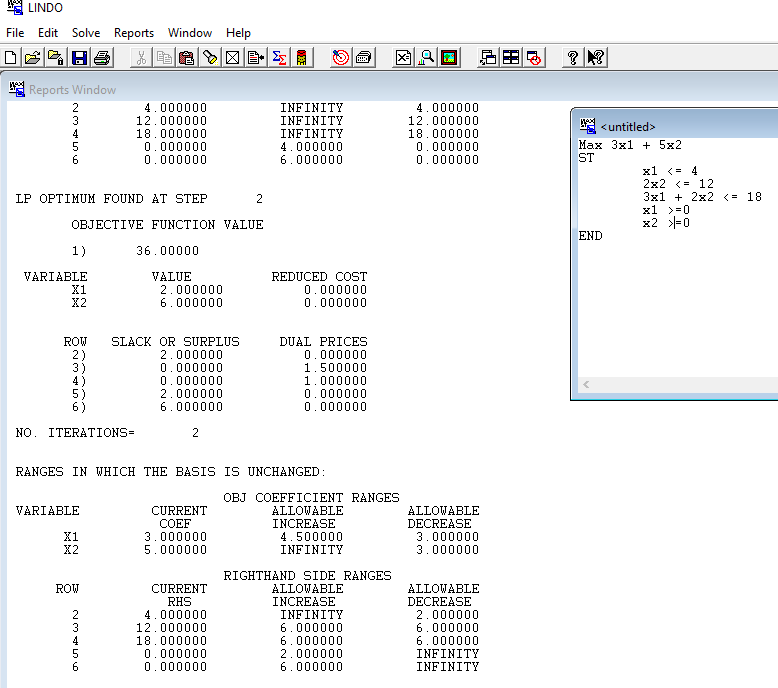 LINDO
File Edit Solve Reports Window Help
Reports Window
2 4.000000 INFINITY 4.000000
3 12.000000 INFINITY 12.000000
4 18.000000 INFINITY 18.000000
5 0.000000 4.000000 0.000000
6 0.000000 6.000000 0.000000
LP OPTIMUM FOUND AT STEP 2
OBJECTIVE FUNCTION VALUE
1) 36.00000
VARIABLE VALUE REDUCED COST
X1 2.000000 0.000000
X2 6.000000 0.000000
ROW SLACK OR SURPLUS DUAL PRICES
2) 2.000000 0.000000
3) 0.000000 1.500000
4) 0.000000 1.000000
5) 2.000000 0.000000
6) 6.000000 0.000000
NO. ITERATIONS= 2
RANGES IN WHICH THE BASIS IS UNCHANGED:
OBJ COEFFICIENT RANGES
VARIABLE CURRENT ALLOWABLE ALLOWABLE
COEF INCREASE DECREASE
X1 3.000000 4.500000 3.000000
X2 5.000000 INFINITY 3.000000
RIGHTHAND SIDE RANGES
ROW CURRENT ALLOWABLE ALLOWABLE
RHS INCREASE DECREASE
2 4.000000 INFINITY 2.000000
3 12.000000 6.000000 6.000000
4 18.000000 6.000000 6.000000
5 0.000000 2.000000 INFINITY
6 0.000000 6.000000 INFINITY
<untitled>
Max 3x1 + 5x2
ST
x1 <= 4
2x2 <= 12
3x1 + 2x2 <= 18
x1 >=0
x2 >=0
END